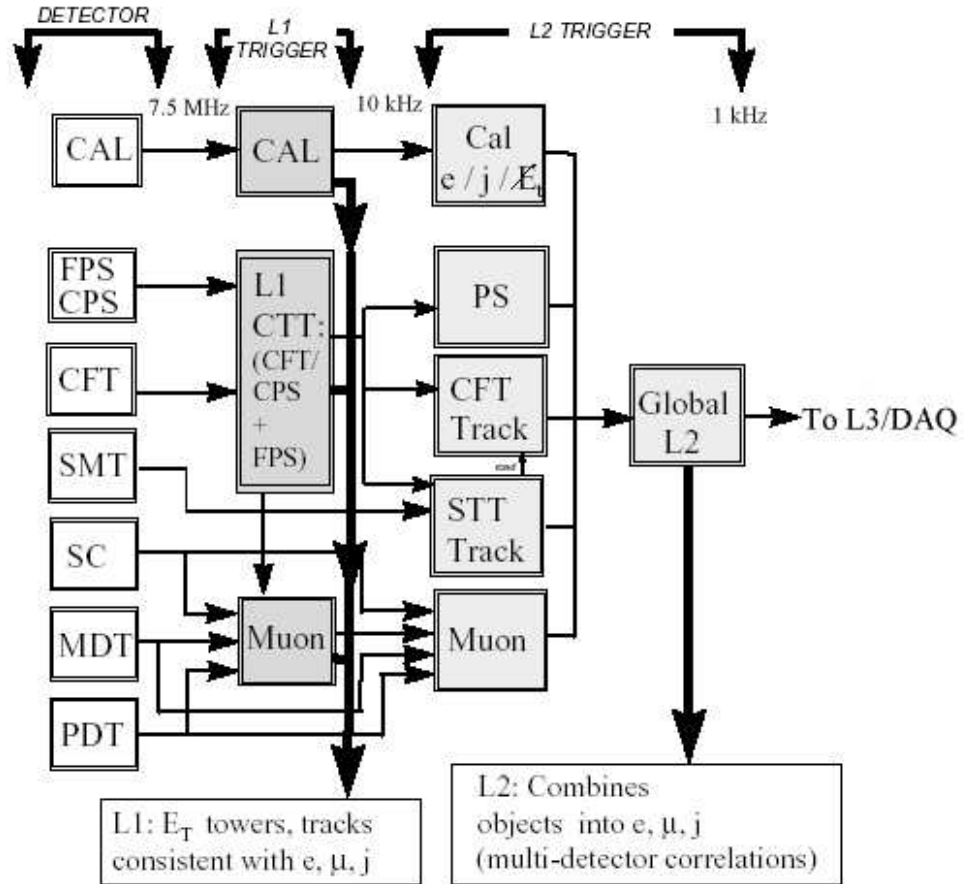 DETECTOR
L1
TRIGGER
L2 TRIGGER
7.5 MHz
10 kHz
1 kHz
CAL
CAL
Cal
e / j / E̸t
FPS
CPS
L1
CTT:
(CFT/
CPS
+
FPS)
PS
CFT
CFT
Track
Global
L2
To L3/DAQ
SMT
STT
Track
SC
MDT
Muon
Muon
PDT
L1: ET towers, tracks
consistent with e, μ, j
L2: Combines
objects into e, μ, j
(multi-detector correlations)